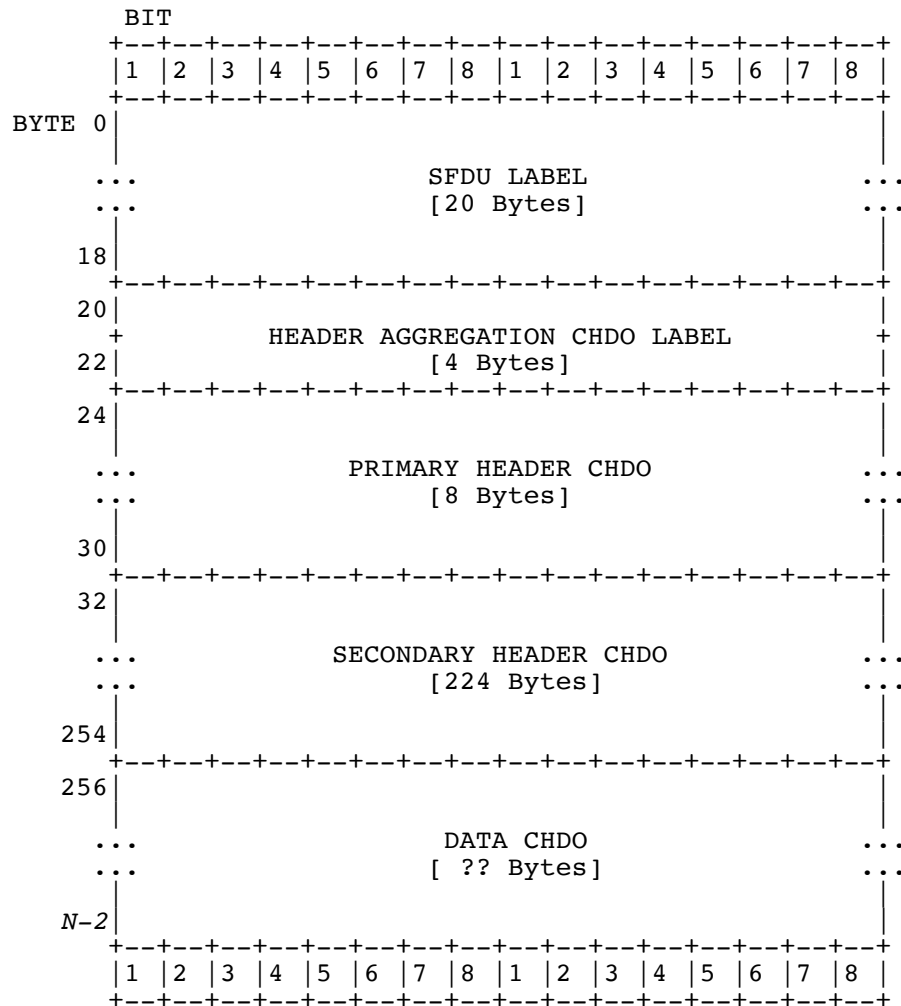 BIT
+--+--+--+--+--+--+--+--+--+--+--+--+--+--+--+--+
|1 |2 |3 |4 |5 |6 |7 |8 |1 |2 |3 |4 |5 |6 |7 |8 |
+--+--+--+--+--+--+--+--+--+--+--+--+--+--+--+--+
BYTE 0| |
| |
... SFDU LABEL ...
... [20 Bytes] ...
| |
18| |
+--+--+--+--+--+--+--+--+--+--+--+--+--+--+--+--+
20| |
+ HEADER AGGREGATION CHDO LABEL +
22| [4 Bytes] |
+--+--+--+--+--+--+--+--+--+--+--+--+--+--+--+--+
24| |
| |
... PRIMARY HEADER CHDO ...
... [8 Bytes] ...
| |
30| |
+--+--+--+--+--+--+--+--+--+--+--+--+--+--+--+--+
32| |
| |
... SECONDARY HEADER CHDO ...
... [224 Bytes] ...
| |
254| |
+--+--+--+--+--+--+--+--+--+--+--+--+--+--+--+--+
256| |
| |
... DATA CHDO ...
... [ ?? Bytes] ...
| |
N-2| |
+--+--+--+--+--+--+--+--+--+--+--+--+--+--+--+--+
|1 |2 |3 |4 |5 |6 |7 |8 |1 |2 |3 |4 |5 |6 |7 |8 |
+--+--+--+--+--+--+--+--+--+--+--+--+--+--+--+--+